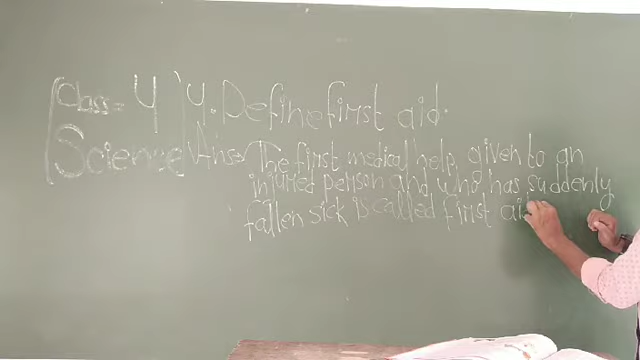 Class= 4
Science
4. Define first aid.
Ans→ The first medical help given to an
injured person and who has suddenly
fallen sick is called first ai